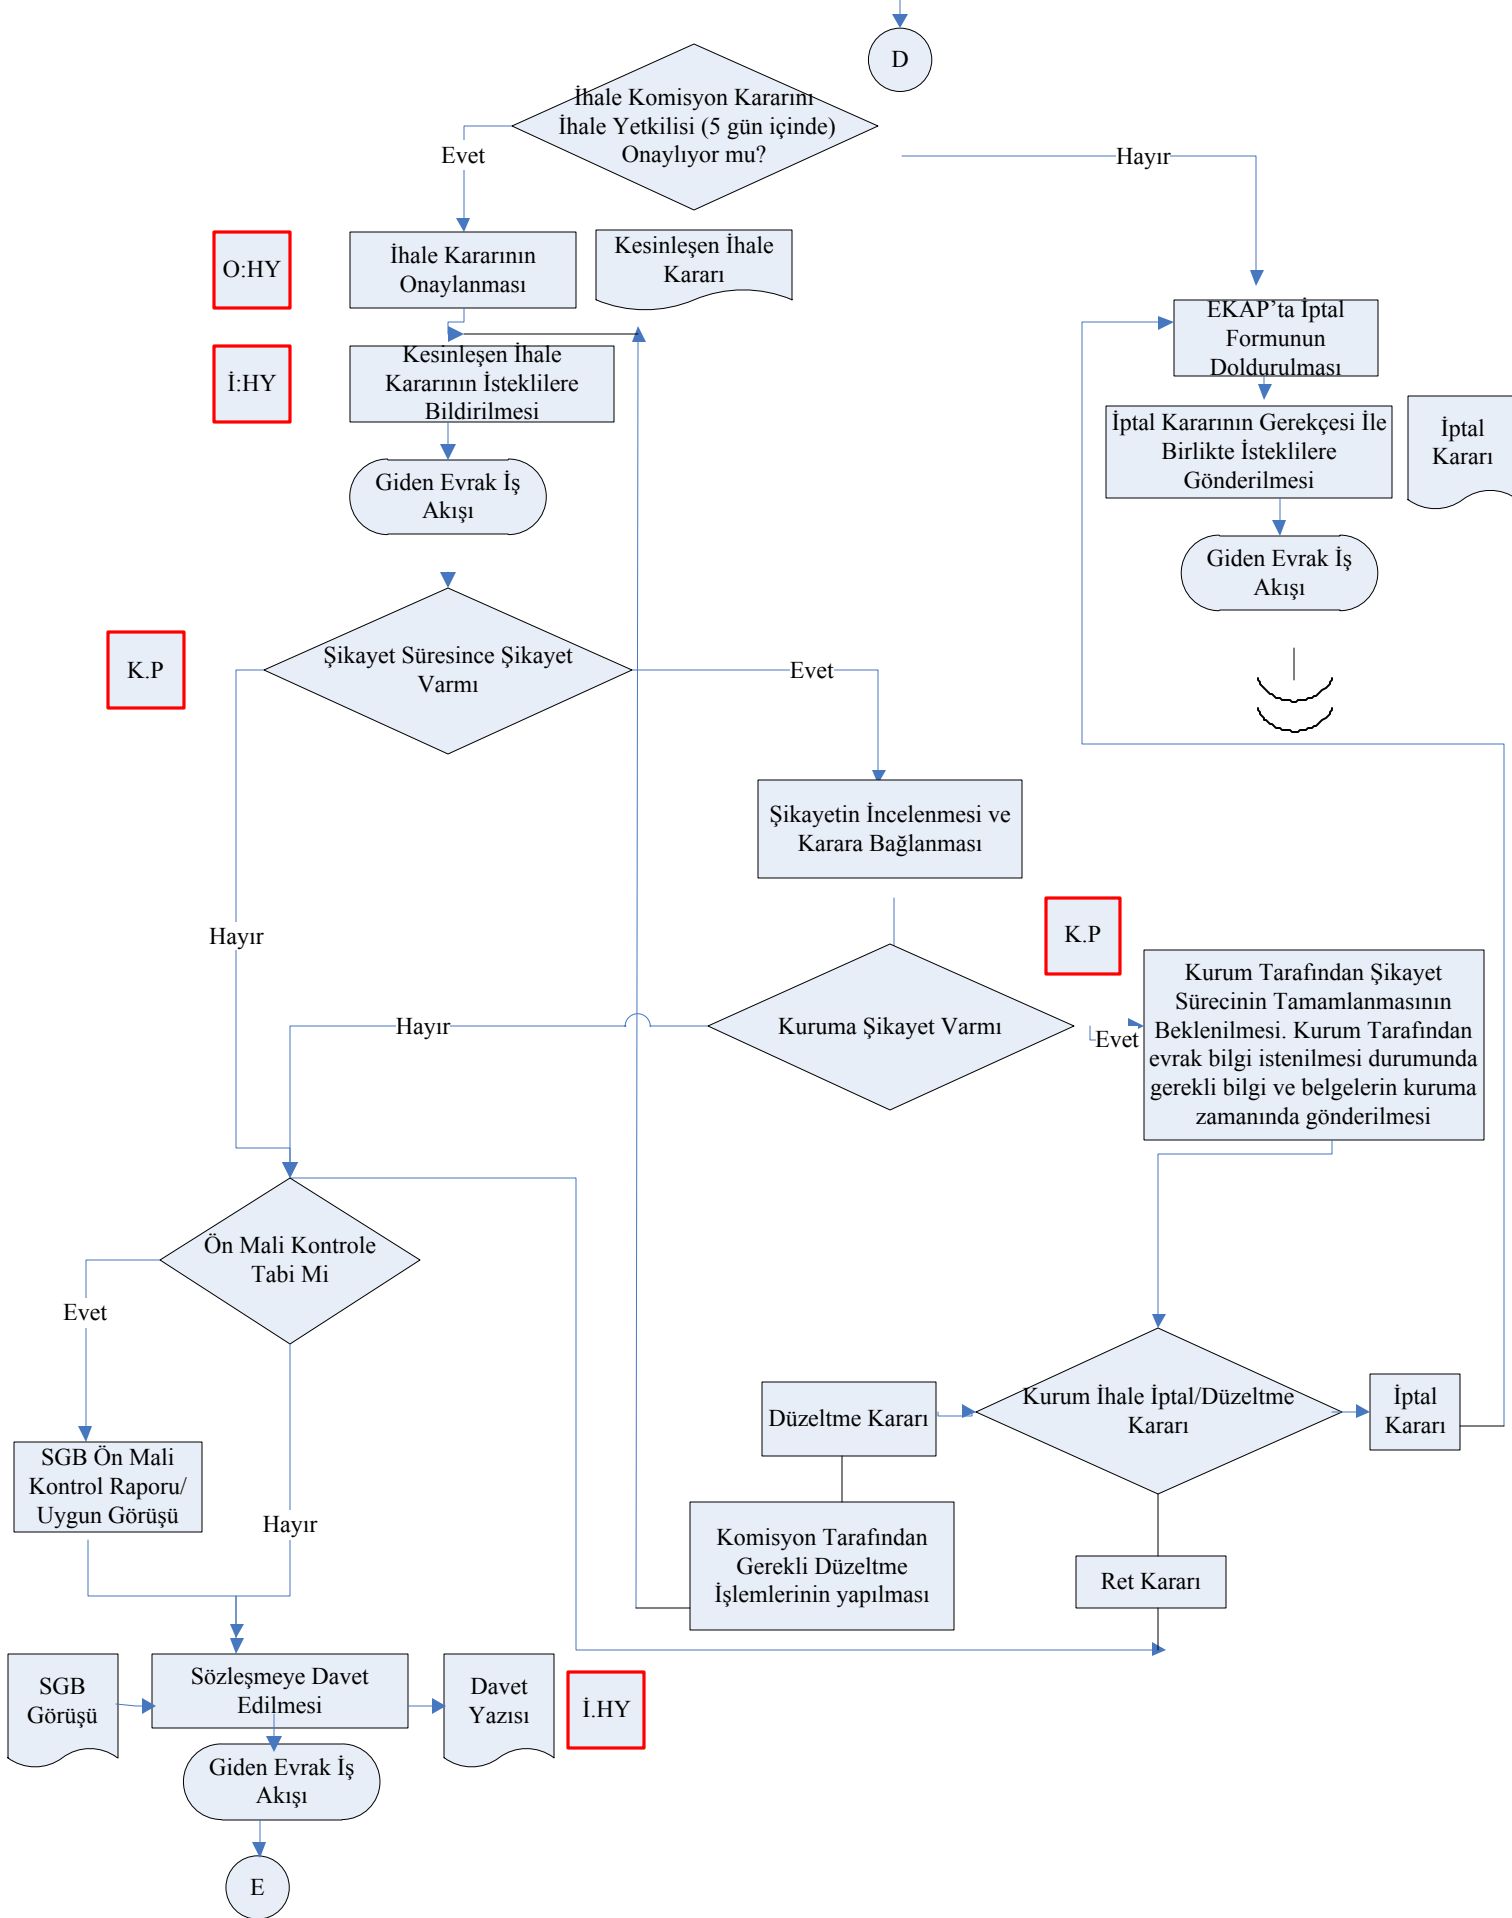 D
İhale Komisyon Kararını
İhale Yetkilisi (5 gün içinde)
Onaylıyor mu?
Evet
Hayır
O:HY
İhale Kararının
Onaylanması
Kesinleşen İhale
Kararı
İ:HY
Kesinleşen İhale
Kararının İsteklilere
Bildirilmesi
EKAP’ta İptal
Formunun
Doldurulması
İptal Kararının Gerekçesi İle
Birlikte İsteklilere
Gönderilmesi
İptal
Kararı
Giden Evrak İş
Akışı
Giden Evrak İş
Akışı
K.P
Şikayet Süresince Şikayet
Varmı
Evet
Şikayetin İncelenmesi ve
Karara Bağlanması
Hayır
K.P
Kuruma Şikayet Varmı
Hayır
Evet
Kurum Tarafından Şikayet
Sürecinin Tamamlanmasının
Beklenilmesi. Kurum Tarafından
evrak bilgi istenilmesi durumunda
gerekli bilgi ve belgelerin kuruma
zamanında gönderilmesi
Ön Mali Kontrole
Tabi Mi
Evet
Düzeltme Kararı
Kurum İhale İptal/Düzeltme
Kararı
İptal
Kararı
SGB Ön Mali
Kontrol Raporu/
Uygun Görüşü
Hayır
Komisyon Tarafından
Gerekli Düzeltme
İşlemlerinin yapılması
Ret Kararı
SGB
Görüşü
Sözleşmeye Davet
Edilmesi
Davet
Yazısı
İ.HY
Giden Evrak İş
Akışı
E